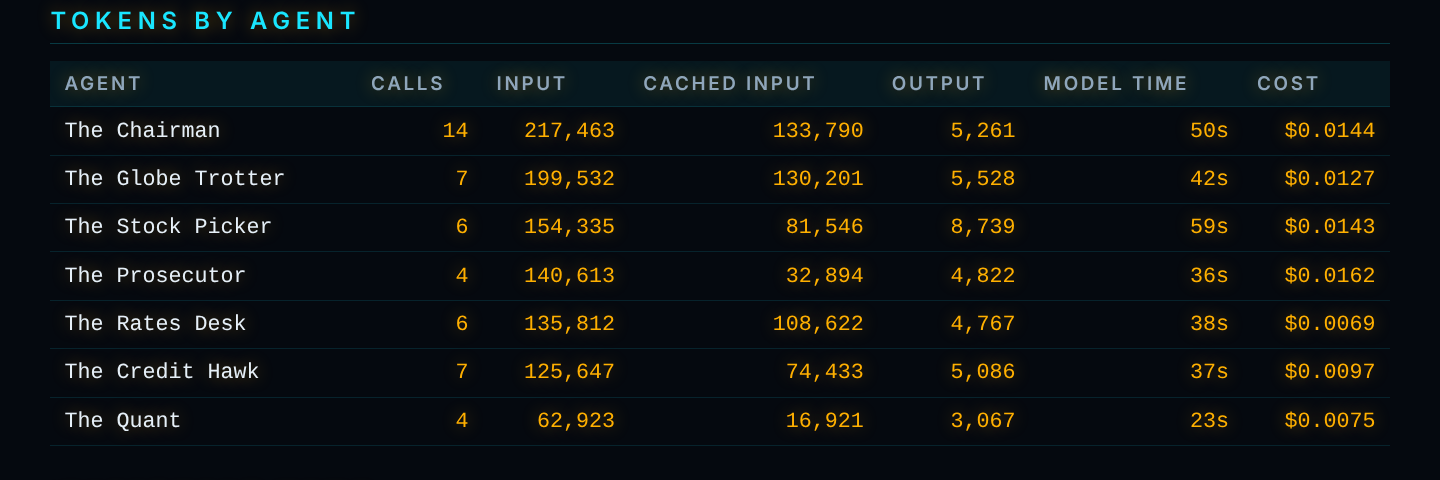 TOKENS BY AGENT
AGENT CALLS INPUT CACHED INPUT OUTPUT MODEL TIME COST
The Chairman 14 217,463 133,790 5,261 50s $0.0144
The Globe Trotter 7 199,532 130,201 5,528 42s $0.0127
The Stock Picker 6 154,335 81,546 8,739 59s $0.0143
The Prosecutor 4 140,613 32,894 4,822 36s $0.0162
The Rates Desk 6 135,812 108,622 4,767 38s $0.0069
The Credit Hawk 7 125,647 74,433 5,086 37s $0.0097
The Quant 4 62,923 16,921 3,067 23s $0.0075